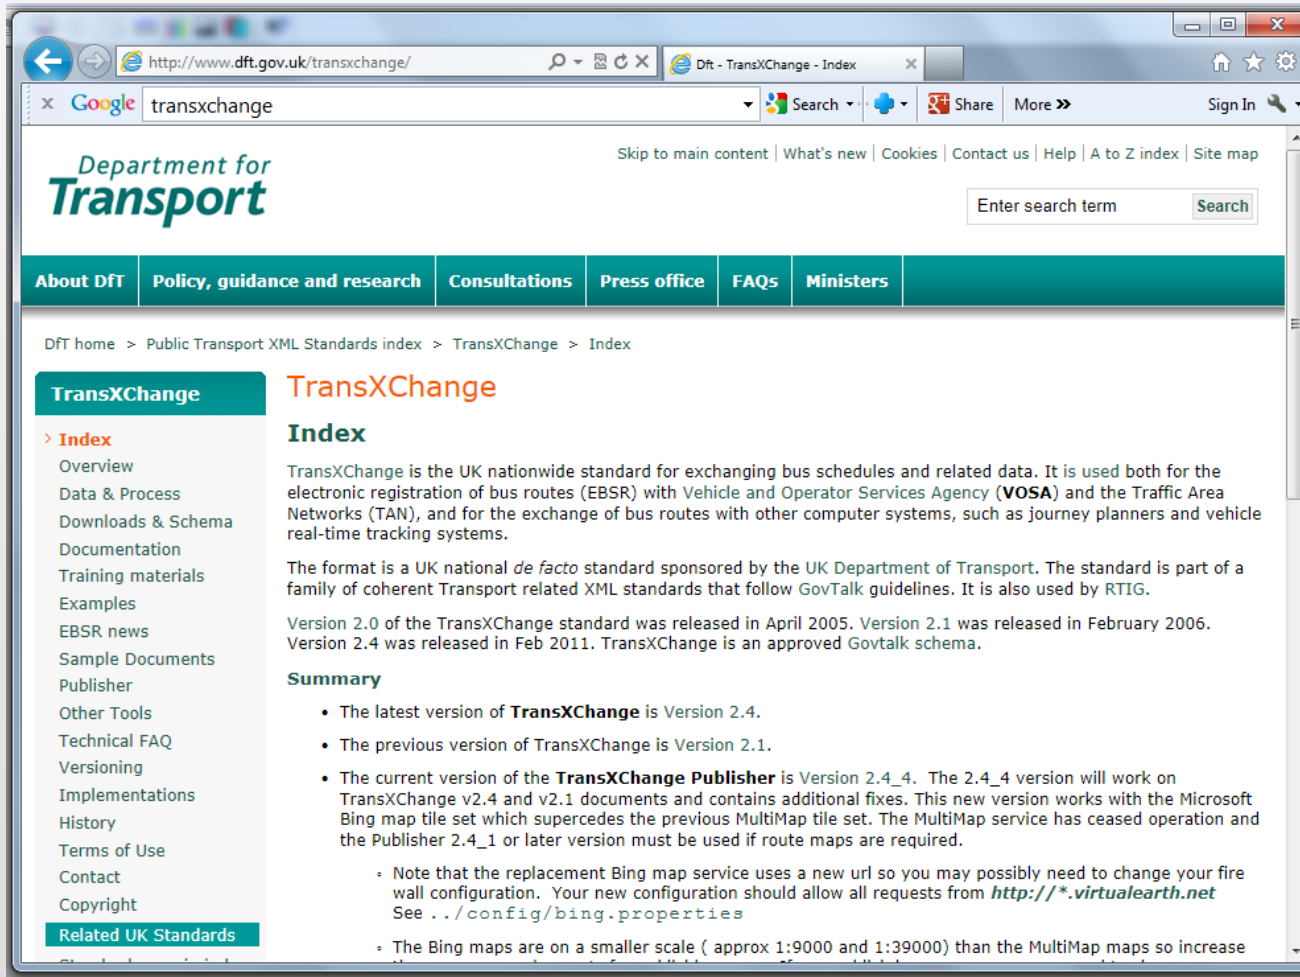 http://www.dft.gov.uk/transxchange/
Dft - TransXChange - Index
x Google transxchange Search Share More » Sign In
Department for
Transport
Skip to main content | What's new | Cookies | Contact us | Help | A to Z index | Site map
Enter search term Search
About DfT Policy, guidance and research Consultations Press office FAQs Ministers
DfT home > Public Transport XML Standards index > TransXChange > Index
TransXChange
> Index
Overview
Data & Process
Downloads & Schema
Documentation
Training materials
Examples
EBSR news
Sample Documents
Publisher
Other Tools
Technical FAQ
Versioning
Implementations
History
Terms of Use
Contact
Copyright
Related UK Standards
TransXChange
Index
TransXChange is the UK nationwide standard for exchanging bus schedules and related data. It is used both for the
electronic registration of bus routes (EBSR) with Vehicle and Operator Services Agency (VOSA) and the Traffic Area
Networks (TAN), and for the exchange of bus routes with other computer systems, such as journey planners and vehicle
real-time tracking systems.
The format is a UK national de facto standard sponsored by the UK Department of Transport. The standard is part of a
family of coherent Transport related XML standards that follow GovTalk guidelines. It is also used by RTIG.
Version 2.0 of the TransXChange standard was released in April 2005. Version 2.1 was released in February 2006.
Version 2.4 was released in Feb 2011. TransXChange is an approved Govtalk schema.
Summary
• The latest version of TransXChange is Version 2.4.
• The previous version of TransXChange is Version 2.1.
• The current version of the TransXChange Publisher is Version 2.4_4. The 2.4_4 version will work on
TransXChange v2.4 and v2.1 documents and contains additional fixes. This new version works with the Microsoft
Bing map tile set which supercedes the previous MultiMap tile set. The MultiMap service has ceased operation and
the Publisher 2.4_1 or later version must be used if route maps are required.
◦ Note that the replacement Bing map service uses a new url so you may possibly need to change your fire
wall configuration. Your new configuration should allow all requests from http://*.virtualearth.net
See ../config/bing.properties
◦ The Bing maps are on a smaller scale ( approx 1:9000 and 1:39000) than the MultiMap maps so increase